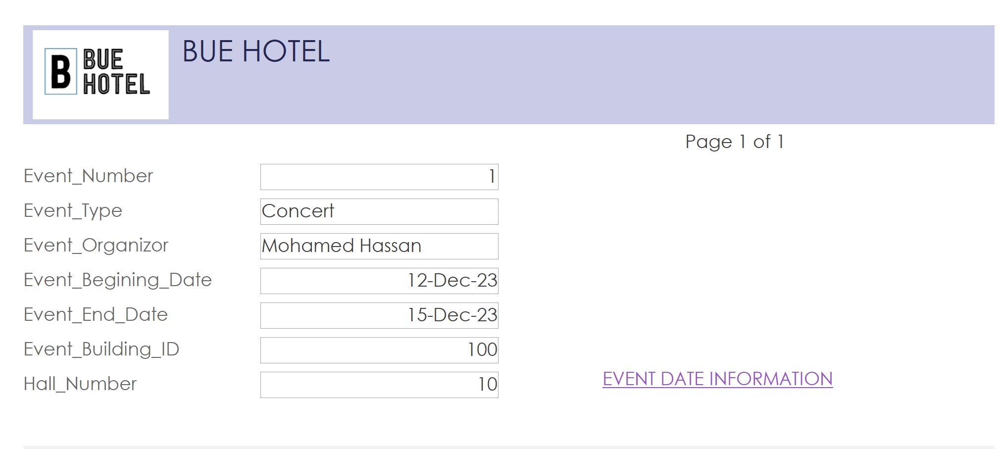 B BUE
HOTEL
BUE HOTEL
Page 1 of 1
Event_Number 1
Event_Type Concert
Event_Organizor Mohamed Hassan
Event_Begining_Date 12-Dec-23
Event_End_Date 15-Dec-23
Event_Building_ID 100
Hall_Number 10
EVENT DATE INFORMATION